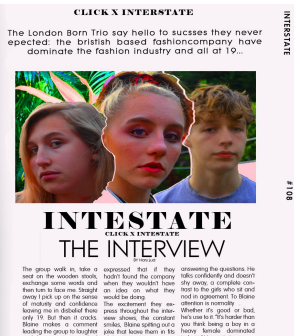 CLICK X INTERSTATE
The London Born Trio say hello to sucsses they never
epected: the bristish based fashioncompany have
dominate the fashion industry and all at 19...
INTERSTATE
#108
INTESTATE
CLICK X INTESTATE
THE INTERVIEW
The group walk in, take a
seat on the wooden stools,
exchange some words and
then turn to face me. Straight
away I pick up on the sense
of maturity and confidence
leaving me in disbelief there
only 19. But then it cracks.
Blaine makes a comment
leading the group to laughter
expressed that if they
hadn't found the company
when they wouldn't have
an idea on what they
would be doing.
The excitement they ex-
press throughout the inter-
view shows, the constant
smiles, Blaine spitting out a
joke that leave them in fits
answering the questions. He
talks confidently and doesn't
shy away, a complete con-
trast to the girls who sit and
nod in agreement. To Blaine
attention is normality
Whether it's good or bad,
he's use to it. "It's harder than
you think being a boy in a
heavy female dominated